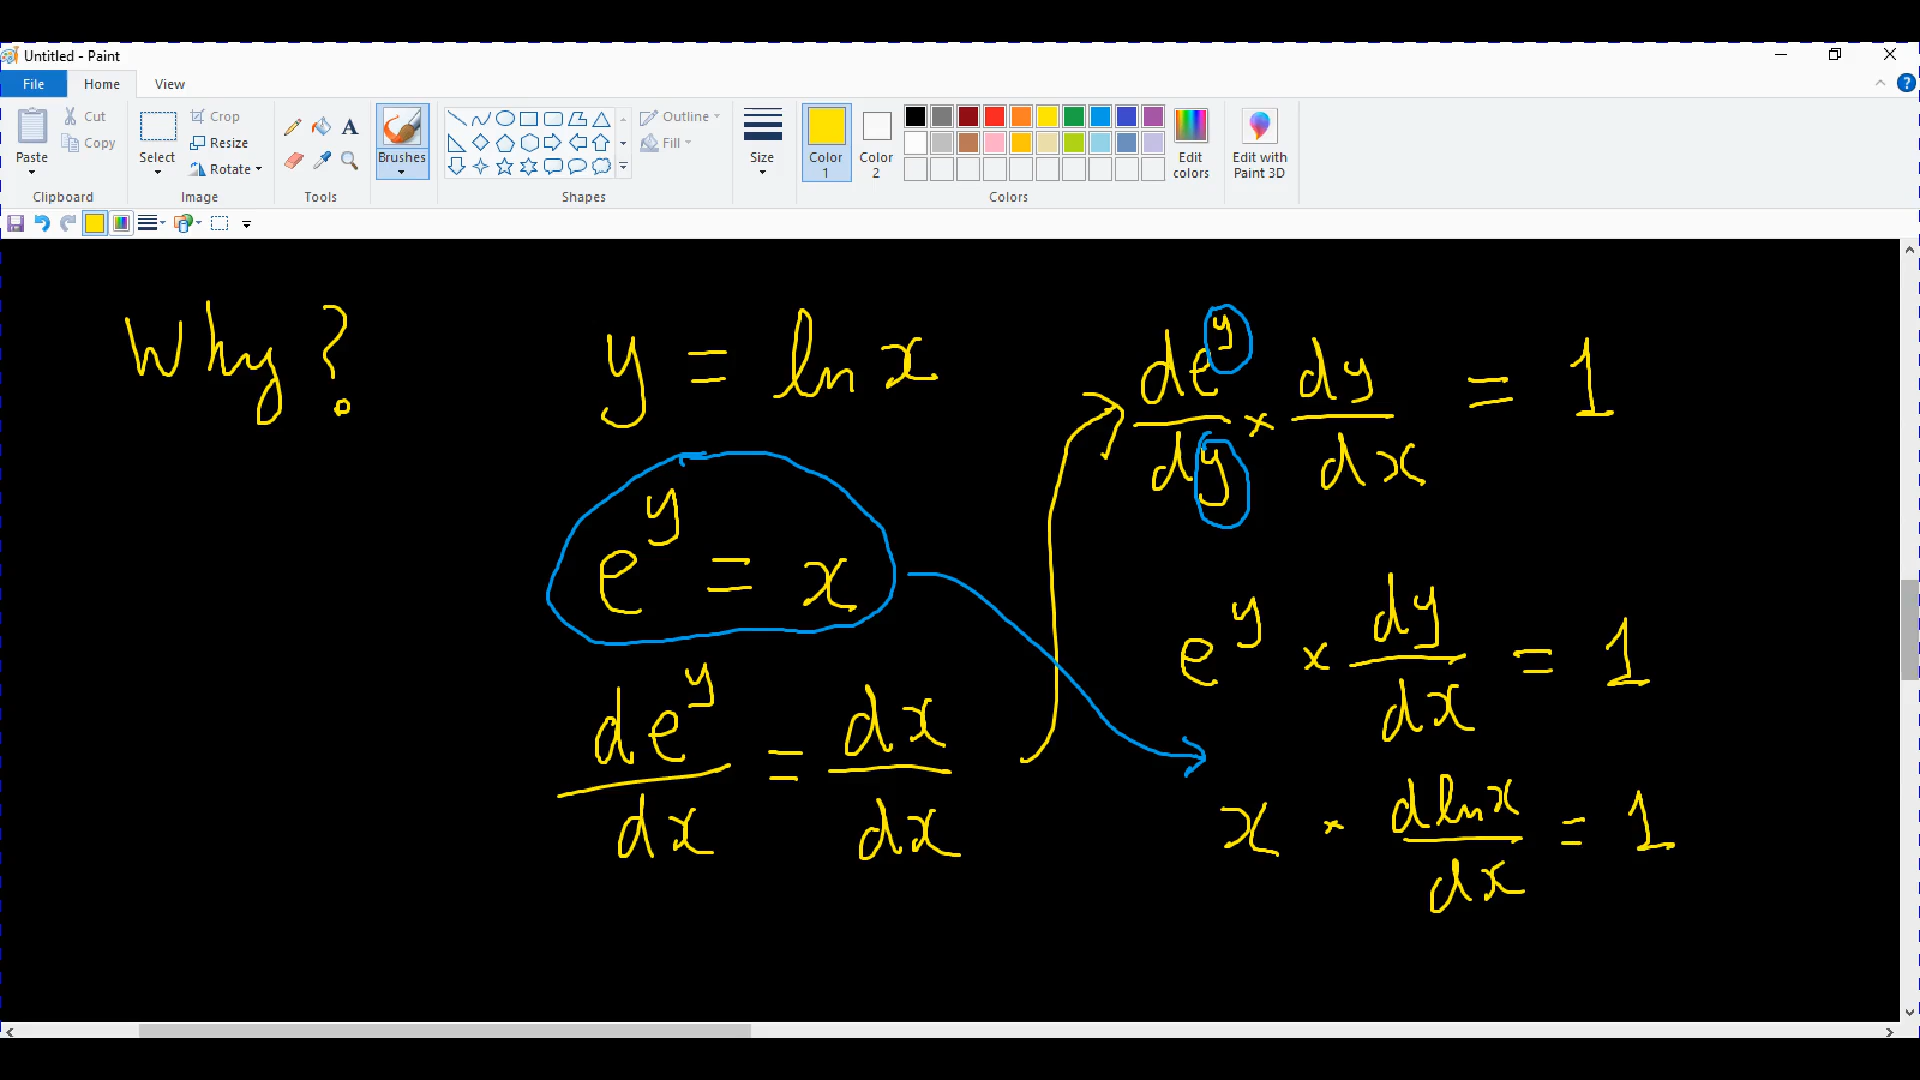 Untitled - Paint
File Home View
Paste
Cut
Copy
Clipboard
Select
Crop
Resize
Rotate
Image
Tools
Brushes
Shapes
Outline
Fill
Size
Color 1
Color 2
Colors
Edit colors
Edit with Paint 3D
Why?
y = ln x
e^y = x
de^y/dx = dx/dx
de^y/dy × dy/dx = 1
e^y × dy/dx = 1
x · dlnx/dx = 1